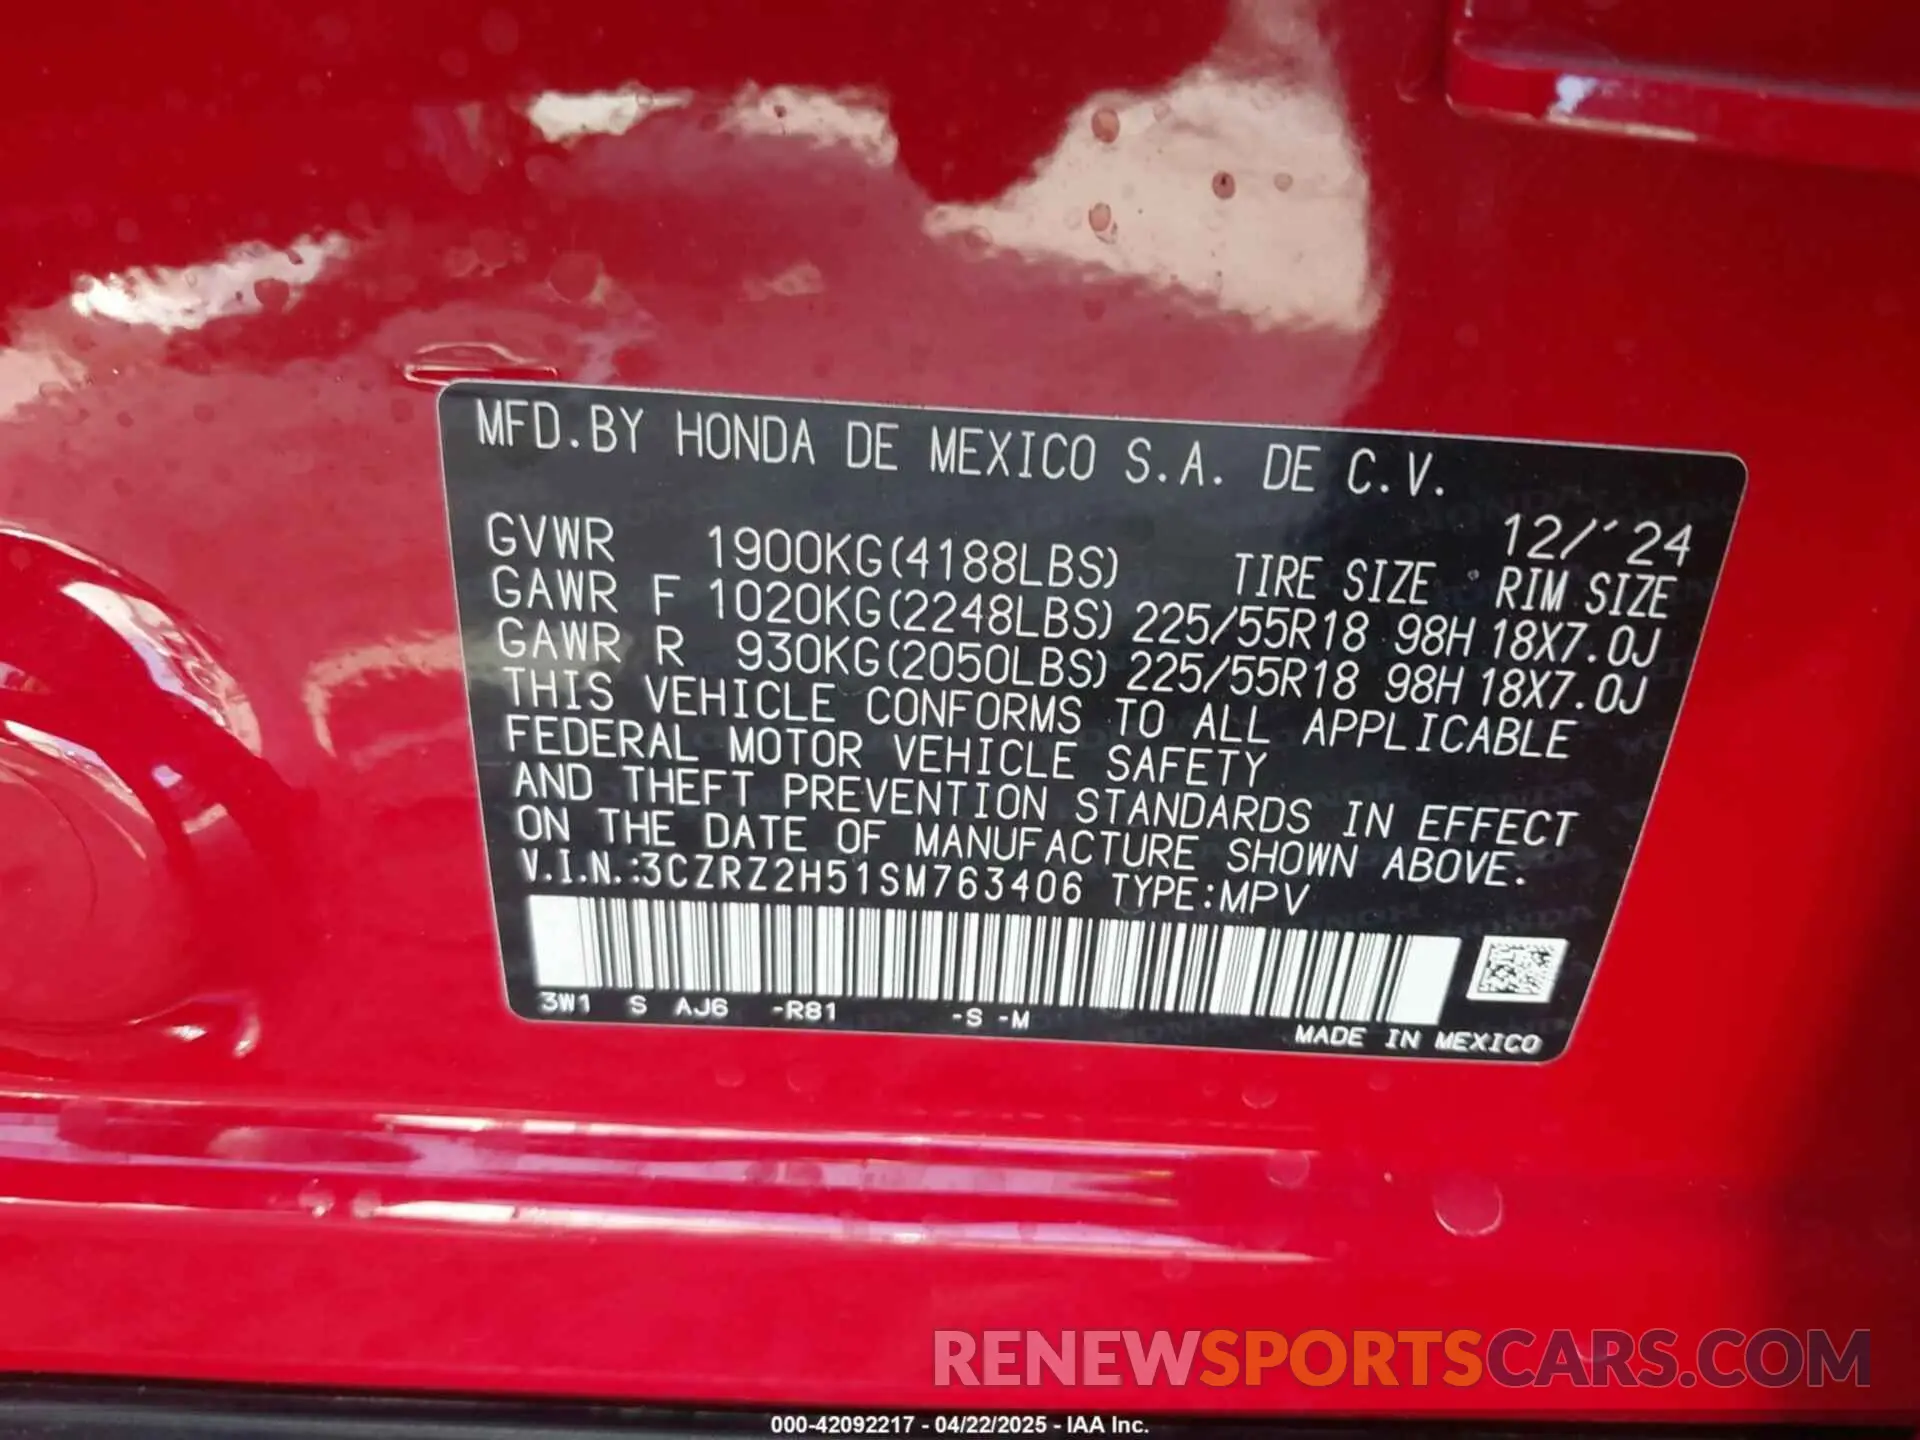 MFD.BY HONDA DE MEXICO S.A. DE C.V.
12/´24
GVWR 1900KG(4188LBS) TIRE SIZE RIM SIZE
GAWR F 1020KG(2248LBS) 225/55R18 98H 18X7.0J
GAWR R 930KG(2050LBS) 225/55R18 98H 18X7.0J
THIS VEHICLE CONFORMS TO ALL APPLICABLE
FEDERAL MOTOR VEHICLE SAFETY
AND THEFT PREVENTION STANDARDS IN EFFECT
ON THE DATE OF MANUFACTURE SHOWN ABOVE.
V.I.N.:3CZRZ2H51SM763406 TYPE:MPV
3W1 S AJ6 -R81 -S -M
MADE IN MEXICO
RENEWSPORTSCARS.COM
000-42092217 - 04/22/2025 - IAA Inc.